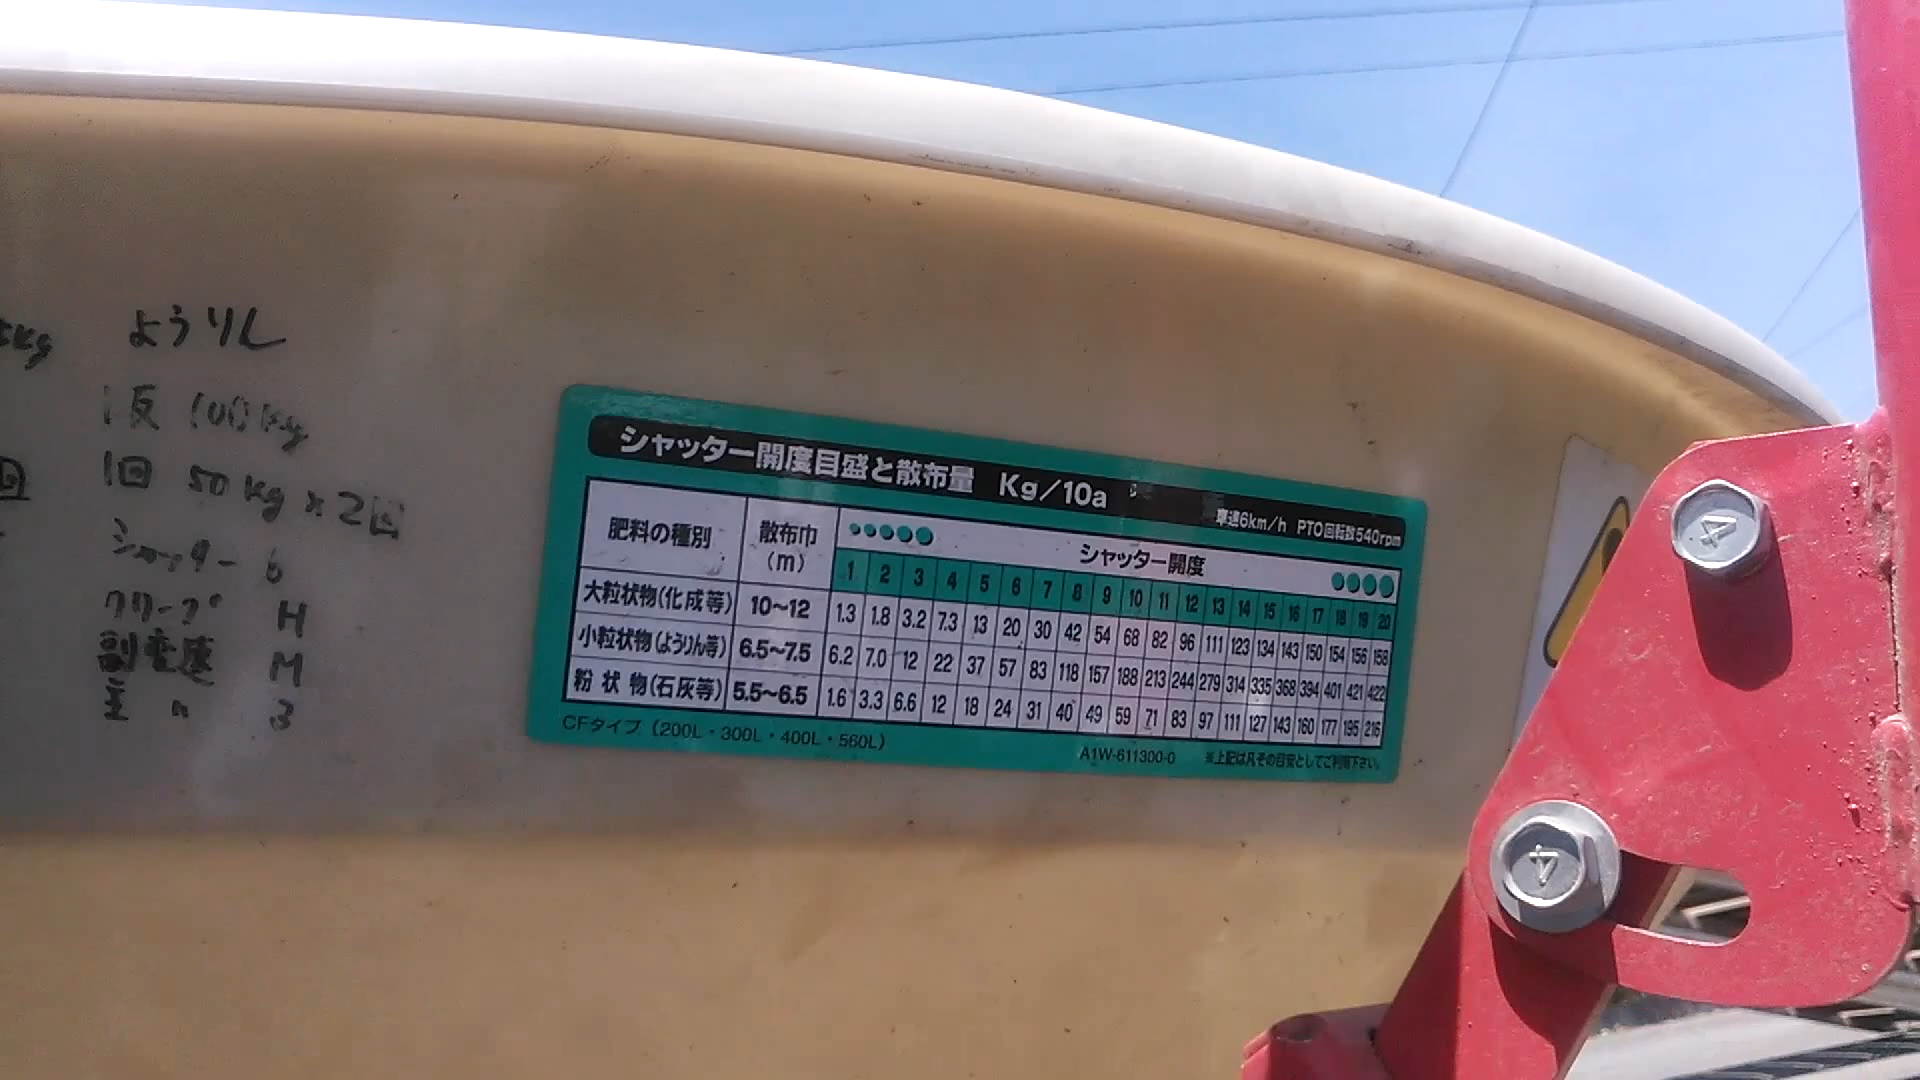 ようりん
1反 100kg
1回 50kg×2回
シャッター 6
クリープ H
副変速 M
主 〃 3
シャッター開度目盛と散布量 Kg/10a
車速6km/h PTO回転数540rpm
肥料の種別 散布巾(m) シャッター開度
1 2 3 4 5 6 7 8 9 10 11 12 13 14 15 16 17 18 19 20
大粒状物(化成等) 10~12 1.3 1.8 3.2 7.3 13 20 30 42 54 68 82 96 111 123 134 143 150 154 156 158
小粒状物(ようりん等) 6.5~7.5 6.2 7.0 12 22 37 57 83 118 157 188 213 244 279 314 335 368 394 401 421 422
粉状物(石灰等) 5.5~6.5 1.6 3.3 6.6 12 18 24 31 40 49 59 71 83 97 111 127 143 160 177 195 216
CFタイプ(200L・300L・400L・560L)
A1W-611300-0 ※上記は凡その目安としてご利用下さい。
4
4